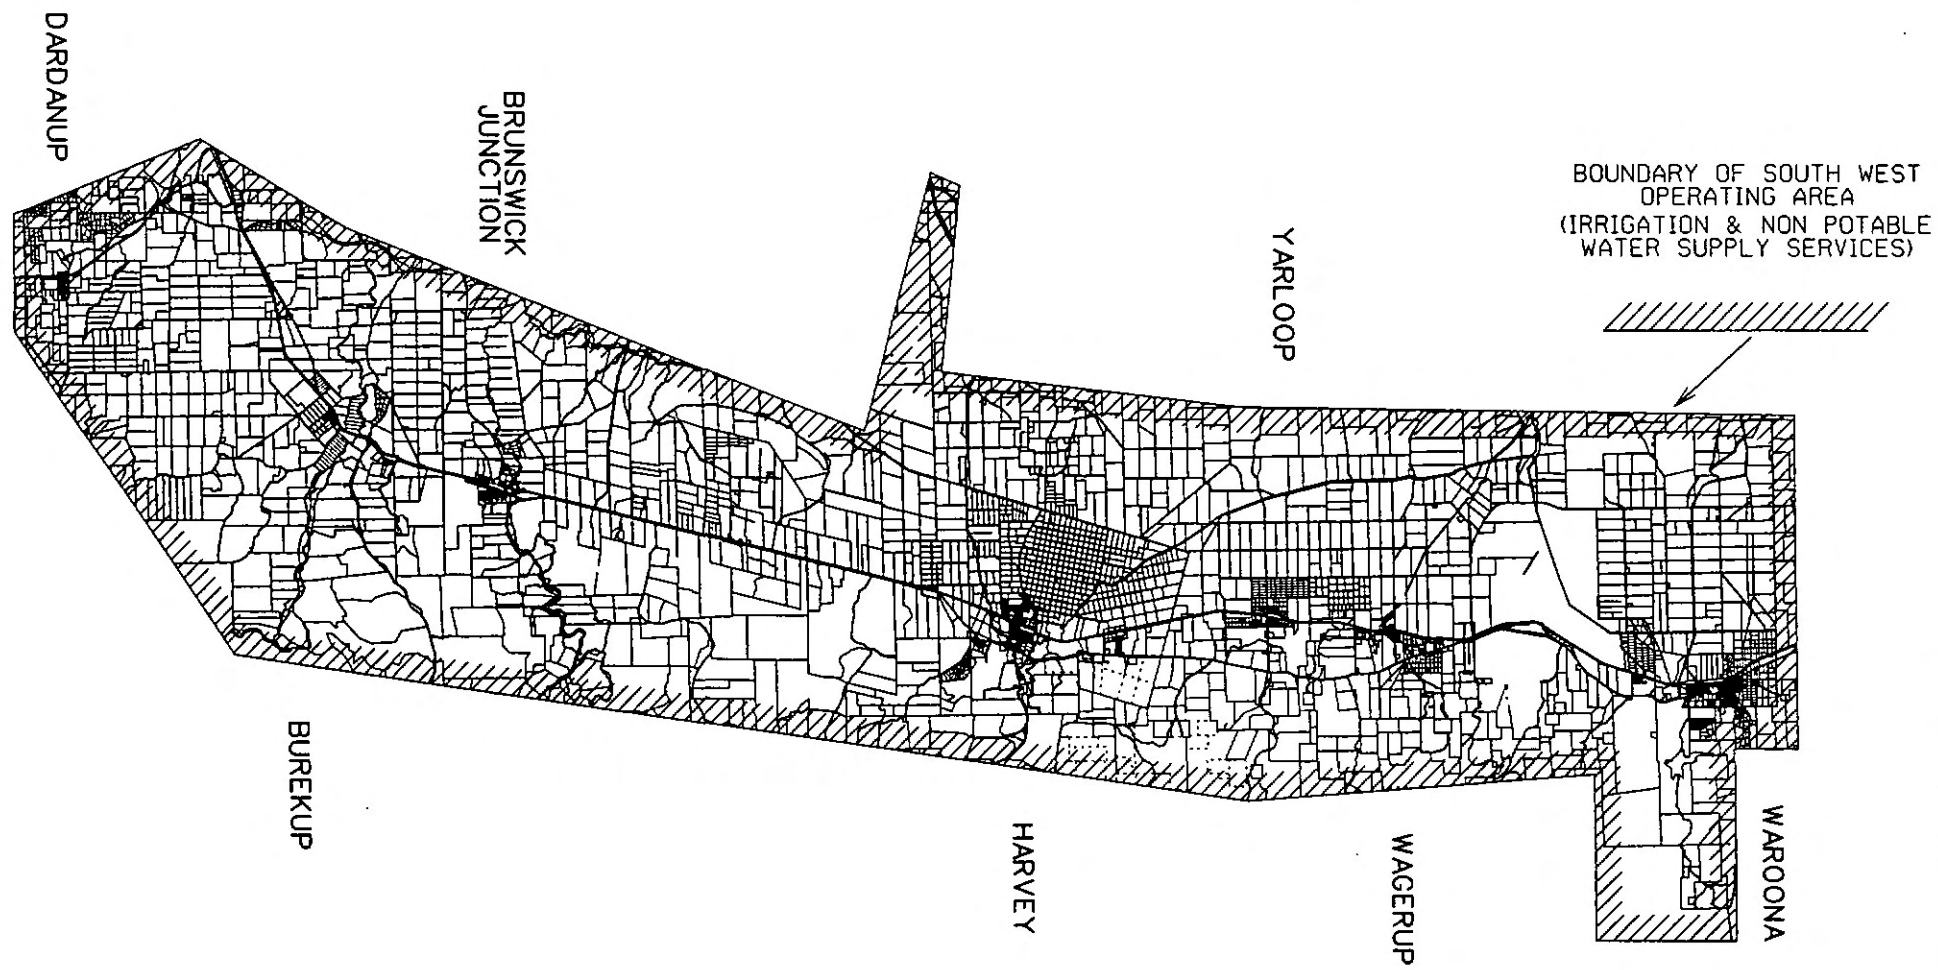 DARDANUP
BRUNSWICK
JUNCTION
YARLOOP
BOUNDARY OF SOUTH WEST
OPERATING AREA
(IRRIGATION & NON POTABLE
WATER SUPPLY SERVICES)
BUREKUP
HARVEY
WAGERUP
WAROONA